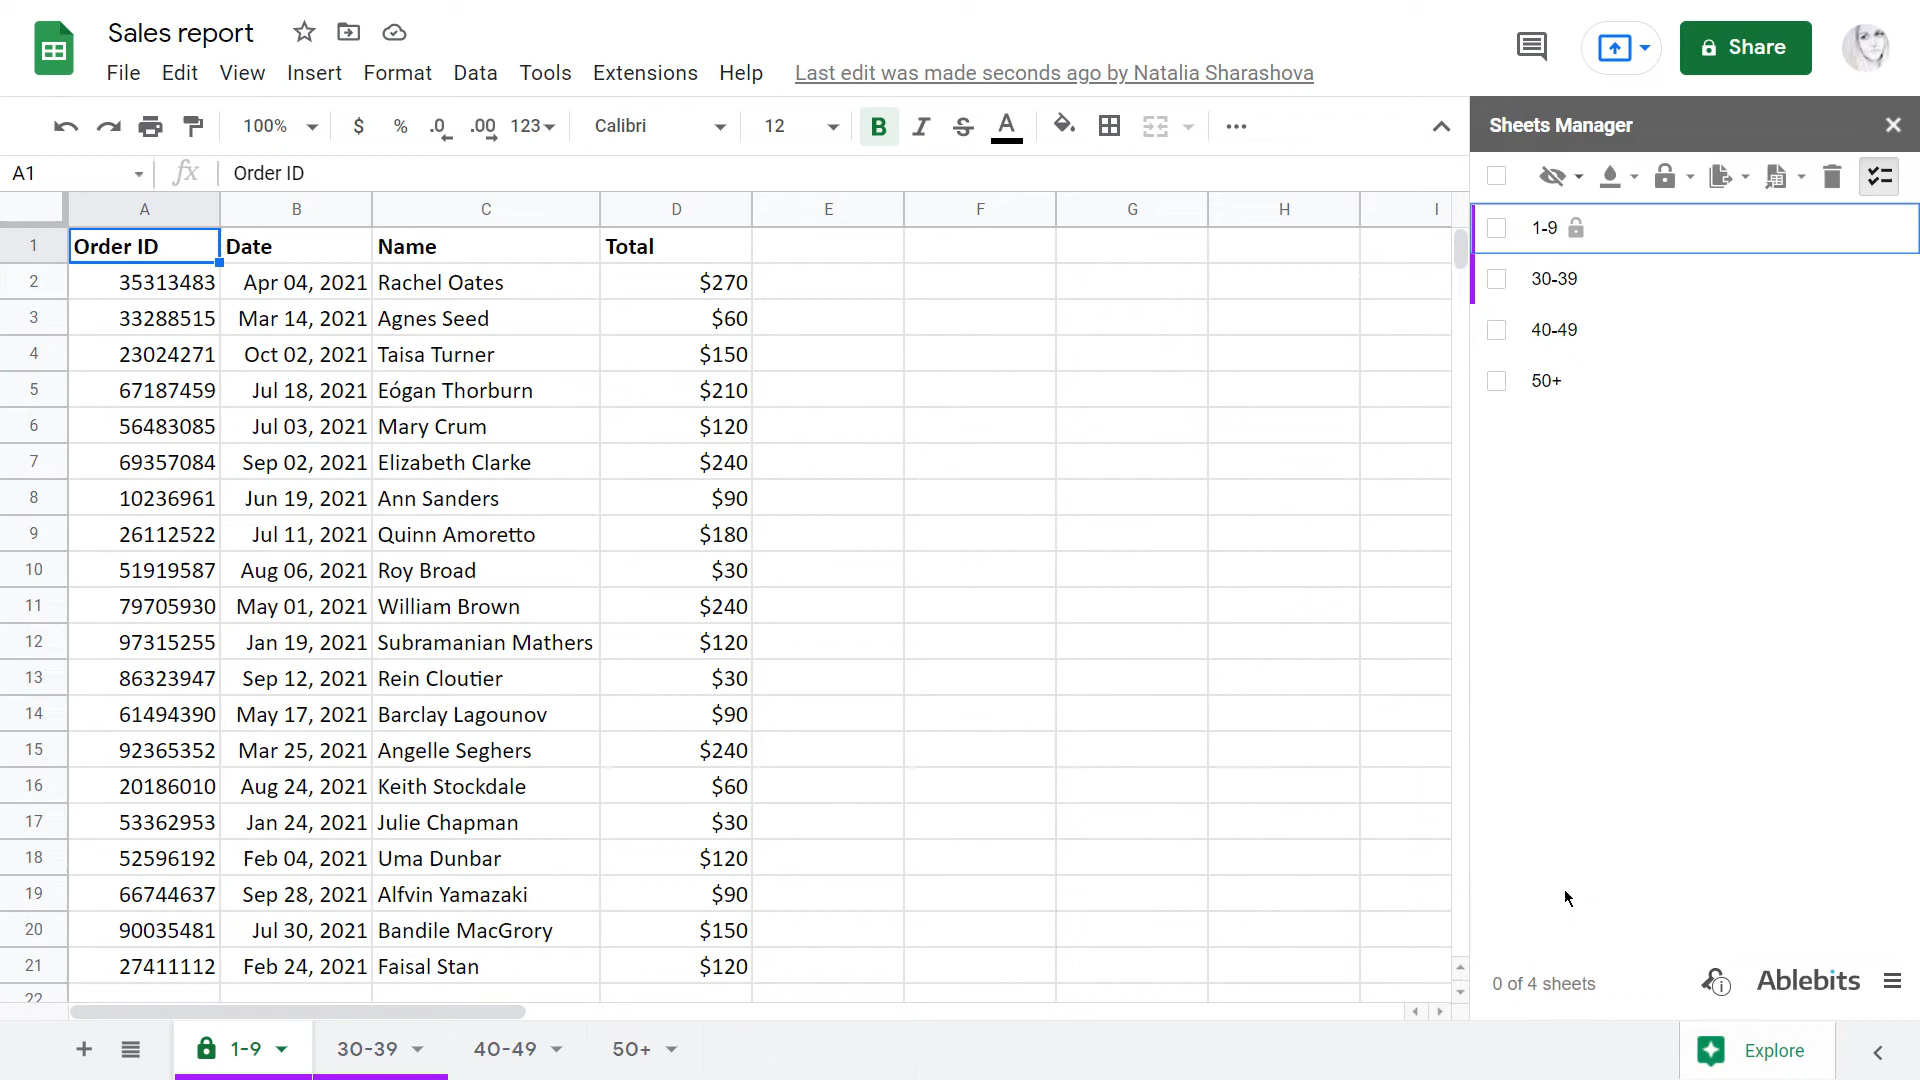 Sales report
File Edit View Insert Format Data Tools Extensions Help Last edit was made seconds ago by Natalia Sharashova
Share
100% $ % .0 .00 123 Calibri 12 B I S A
A1 fx Order ID
Sheets Manager
A B C D E F G H I
1 Order ID Date Name Total
2 35313483 Apr 04, 2021 Rachel Oates $270
3 33288515 Mar 14, 2021 Agnes Seed $60
4 23024271 Oct 02, 2021 Taisa Turner $150
5 67187459 Jul 18, 2021 Eógan Thorburn $210
6 56483085 Jul 03, 2021 Mary Crum $120
7 69357084 Sep 02, 2021 Elizabeth Clarke $240
8 10236961 Jun 19, 2021 Ann Sanders $90
9 26112522 Jul 11, 2021 Quinn Amoretto $180
10 51919587 Aug 06, 2021 Roy Broad $30
11 79705930 May 01, 2021 William Brown $240
12 97315255 Jan 19, 2021 Subramanian Mathers $120
13 86323947 Sep 12, 2021 Rein Cloutier $30
14 61494390 May 17, 2021 Barclay Lagounov $90
15 92365352 Mar 25, 2021 Angelle Seghers $240
16 20186010 Aug 24, 2021 Keith Stockdale $60
17 53362953 Jan 24, 2021 Julie Chapman $30
18 52596192 Feb 04, 2021 Uma Dunbar $120
19 66744637 Sep 28, 2021 Alfvin Yamazaki $90
20 90035481 Jul 30, 2021 Bandile MacGrory $150
21 27411112 Feb 24, 2021 Faisal Stan $120
22
1-9
30-39
40-49
50+
0 of 4 sheets Ablebits
1-9 30-39 40-49 50+ Explore